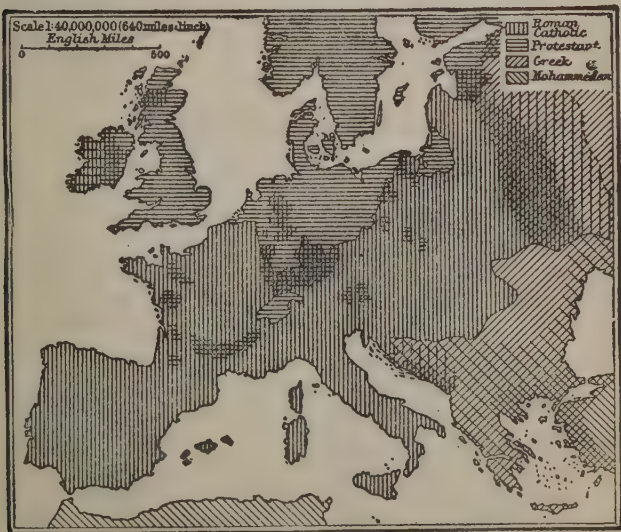 Scale 1:40,000,000 (640 miles=1inch)
English Miles
0 500
Roman
Catholic
Protestant
Greek
Mohammedan